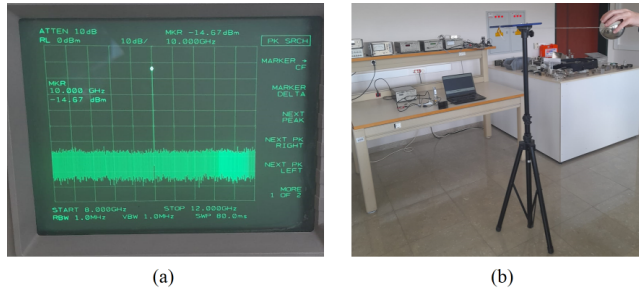 ATTEN 10dB
RL 0dBm
10dB/
MKR -14.67dBm
10.000GHz
PK SRCH
MARKER →
CF
MKR
10.000 GHz
-14.67 dBm
MARKER
DELTA
NEXT
PEAK
NEXT PK
RIGHT
NEXT PK
LEFT
MORE
1 OF 2
START 8.000GHz
STOP 12.000GHz
RBW 1.0MHz
VBW 1.0MHz
SWP 80.0ms
(a)
(b)